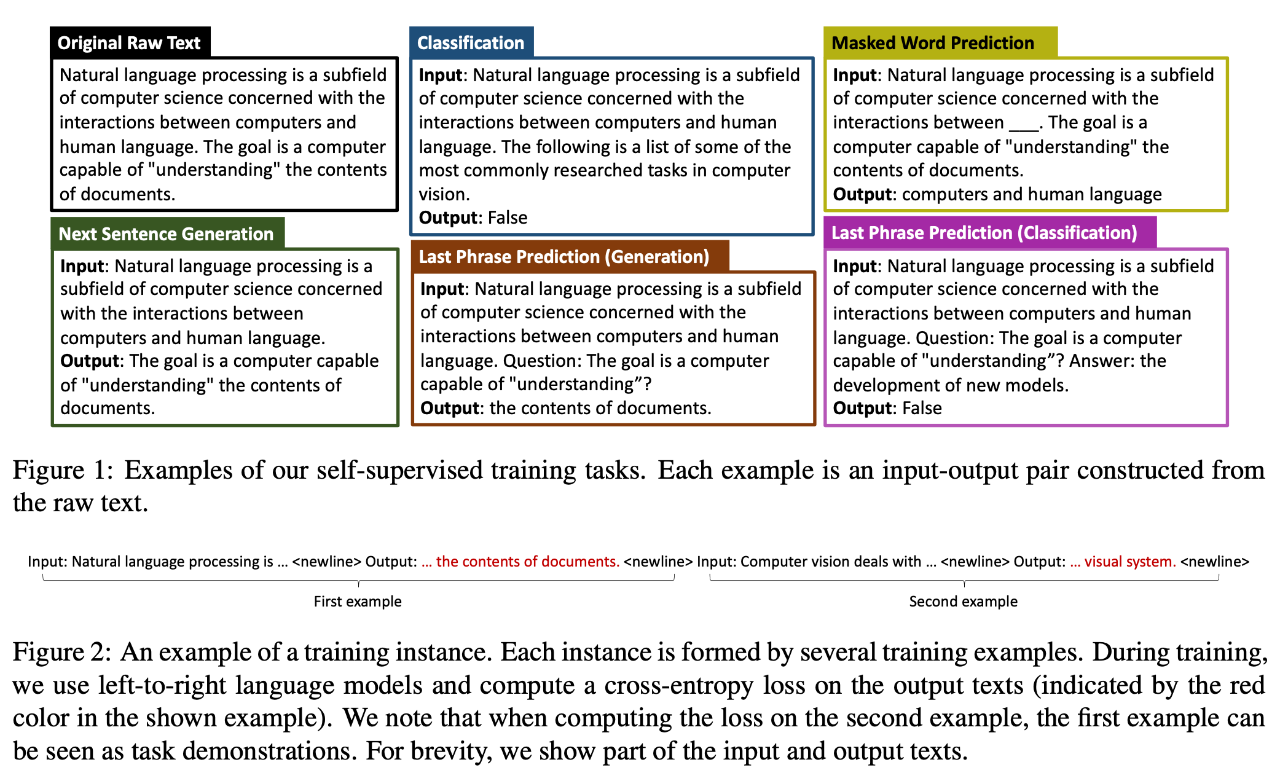 Original Raw Text
Natural language processing is a subfield
of computer science concerned with the
interactions between computers and
human language. The goal is a computer
capable of "understanding" the contents
of documents.
Classification
Input: Natural language processing is a subfield
of computer science concerned with the
interactions between computers and human
language. The following is a list of some of the
most commonly researched tasks in computer
vision.
Output: False
Masked Word Prediction
Input: Natural language processing is a subfield
of computer science concerned with the
interactions between ___. The goal is a
computer capable of "understanding" the
contents of documents.
Output: computers and human language
Next Sentence Generation
Input: Natural language processing is a
subfield of computer science concerned
with the interactions between
computers and human language.
Output: The goal is a computer capable
of "understanding" the contents of
documents.
Last Phrase Prediction (Generation)
Input: Natural language processing is a subfield
of computer science concerned with the
interactions between computers and human
language. Question: The goal is a computer
capable of "understanding”?
Output: the contents of documents.
Last Phrase Prediction (Classification)
Input: Natural language processing is a subfield
of computer science concerned with the
interactions between computers and human
language. Question: The goal is a computer
capable of "understanding”? Answer: the
development of new models.
Output: False
Figure 1: Examples of our self-supervised training tasks. Each example is an input-output pair constructed from
the raw text.
Input: Natural language processing is ... <newline> Output: ... the contents of documents. <newline> Input: Computer vision deals with ... <newline> Output: ... visual system. <newline>
First example
Second example
Figure 2: An example of a training instance. Each instance is formed by several training examples. During training,
we use left-to-right language models and compute a cross-entropy loss on the output texts (indicated by the red
color in the shown example). We note that when computing the loss on the second example, the first example can
be seen as task demonstrations. For brevity, we show part of the input and output texts.